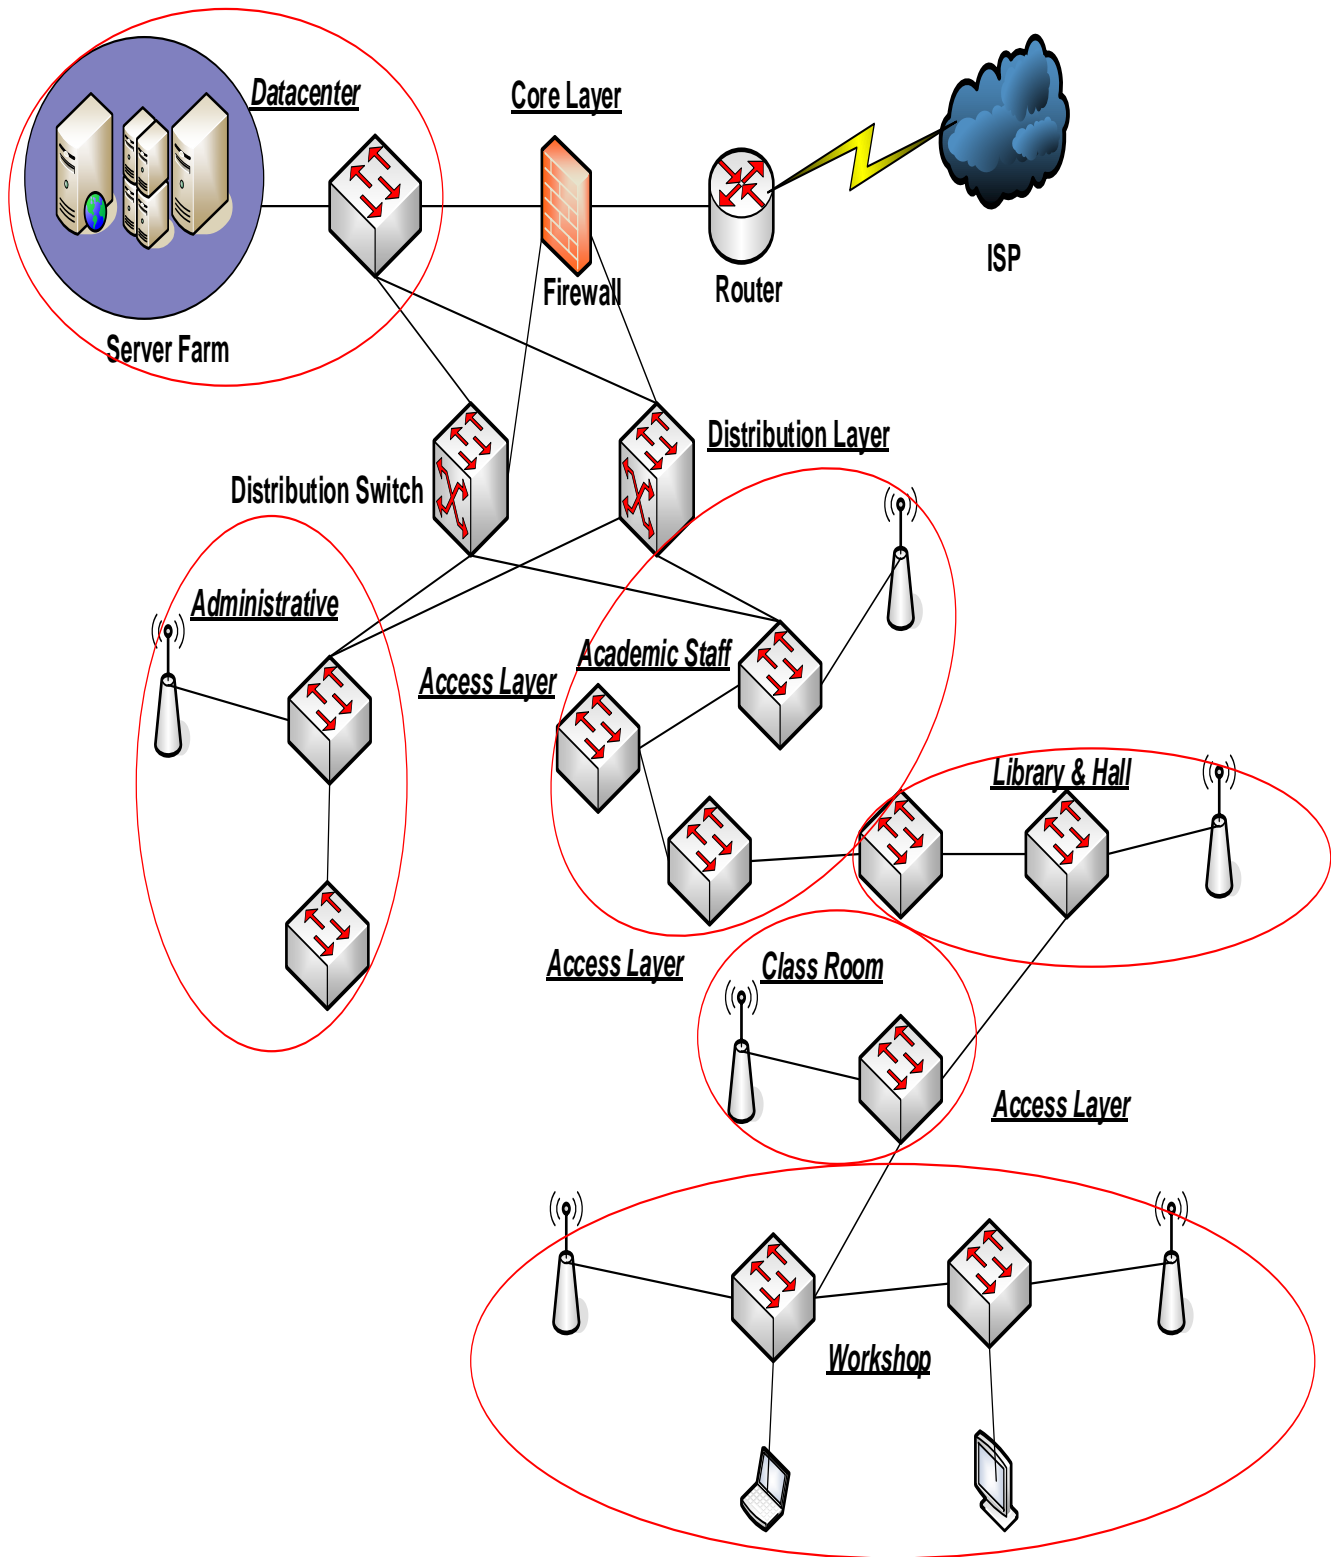 Datacenter
Core Layer
ISP
Firewall
Router
Server Farm
Distribution Layer
Distribution Switch
Administrative
Academic Staff
Access Layer
Library & Hall
Access Layer
Class Room
Access Layer
Workshop